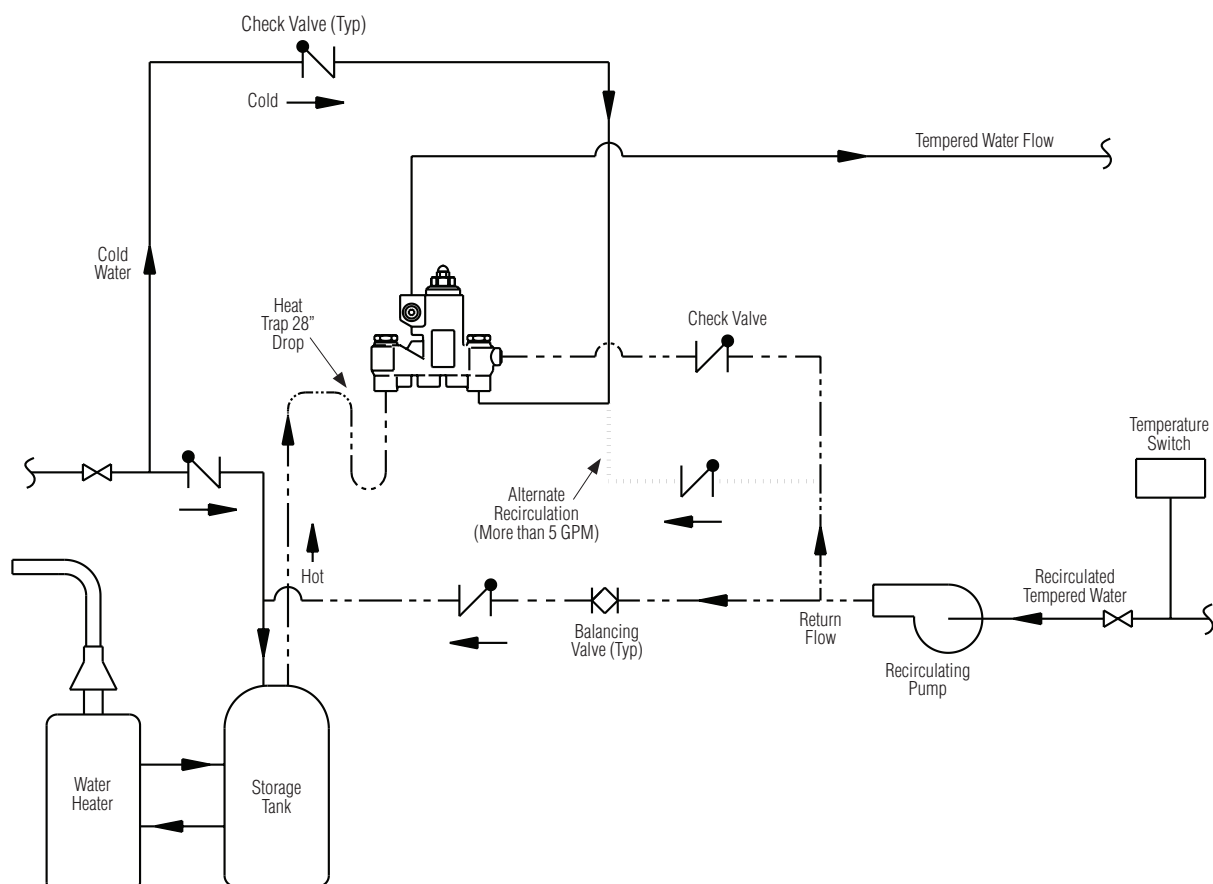 Check Valve (Typ)
Cold
Tempered Water Flow
Cold
Water
Heat
Trap 28”
Drop
Check Valve
Temperature
Switch
Alternate
Recirculation
(More than 5 GPM)
Hot
Recirculated
Tempered Water
Balancing
Valve (Typ)
Return
Flow
Recirculating
Pump
Water
Heater
Storage
Tank